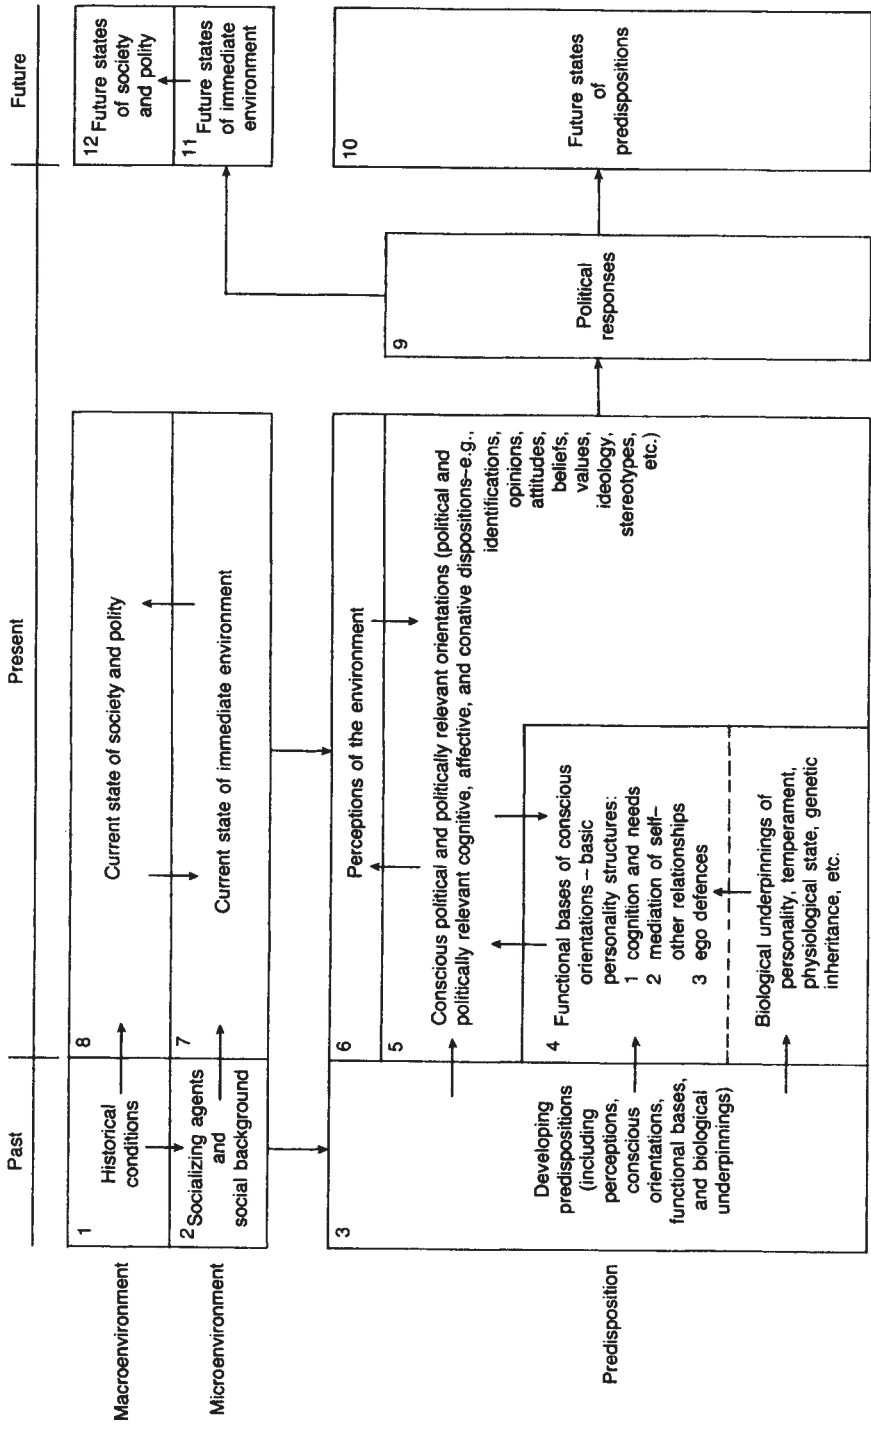 Past
Present
Future
Macroenvironment
Microenvironment
Predisposition
1
Historical
conditions
2 Socializing agents
and
social background
8
Current state of society and polity
7
Current state of immediate environment
12 Future states
of society
and polity
11 Future states
of immediate
environment
3
Developing
predispositions
(including
perceptions,
conscious
orientations,
functional bases,
and biological
underpinnings)
6
Perceptions of the environment
5
Conscious political and politically relevant orientations (political and
politically relevant cognitive, affective, and conative dispositions–e.g.,
identifications,
opinions,
attitudes,
beliefs,
values,
ideology,
stereotypes,
etc.)
4
Functional bases of conscious
orientations – basic
personality structures:
1 cognition and needs
2 mediation of self–
other relationships
3 ego defences
Biological underpinnings of
personality, temperament,
physiological state, genetic
inheritance, etc.
9
Political
responses
10
Future states
of
predispositions